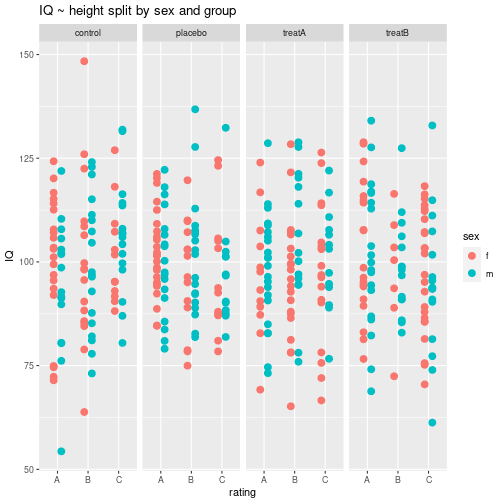 IQ ~ height split by sex and group
control placebo treatA treatB
150
125
100
75
50
IQ
A B C A B C A B C A B C
rating
sex
f
m